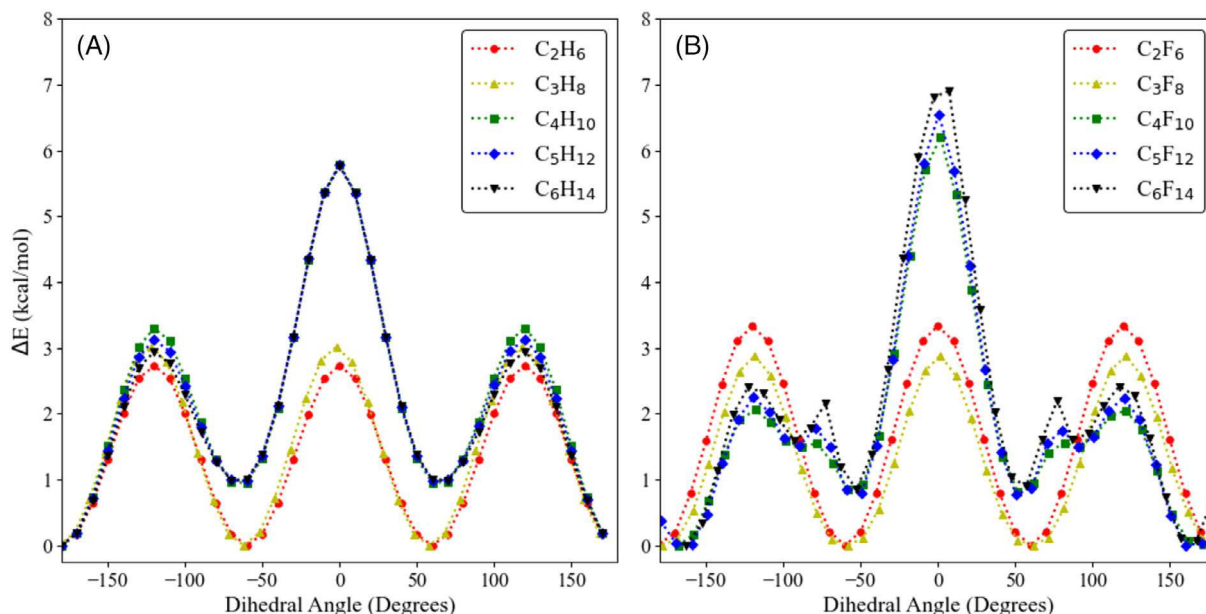 (A)
C₂H₆
C₃H₈
C₄H₁₀
C₅H₁₂
C₆H₁₄
8
7
6
5
4
3
2
1
0
ΔE (kcal/mol)
−150 −100 −50 0 50 100 150
Dihedral Angle (Degrees)
(B)
C₂F₆
C₃F₈
C₄F₁₀
C₅F₁₂
C₆F₁₄
8
7
6
5
4
3
2
1
0
−150 −100 −50 0 50 100 150
Dihedral Angle (Degrees)